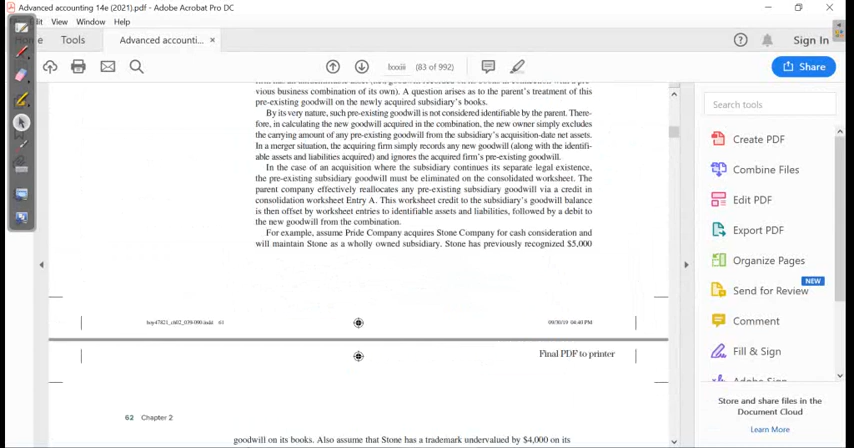 Advanced accounting 14e (2021).pdf - Adobe Acrobat Pro DC
View Window Help
Tools Advanced accounti... × Sign In
(83 of 992) Share
vious business combination of its own). A question arises as to the parent's treatment of this
pre-existing goodwill on the newly acquired subsidiary's books.
By its very nature, such pre-existing goodwill is not considered identifiable by the parent. There-
fore, in calculating the new goodwill acquired in the combination, the new owner simply excludes
the carrying amount of any pre-existing goodwill from the subsidiary's acquisition-date net assets.
In a merger situation, the acquiring firm simply records any new goodwill (along with the identifi-
able assets and liabilities acquired) and ignores the acquired firm's pre-existing goodwill.
In the case of an acquisition where the subsidiary continues its separate legal existence,
the pre-existing subsidiary goodwill must be eliminated on the consolidated worksheet. The
parent company effectively reallocates any pre-existing subsidiary goodwill via a credit in
consolidation worksheet Entry A. This worksheet credit to the subsidiary's goodwill balance
is then offset by worksheet entries to identifiable assets and liabilities, followed by a debit to
the new goodwill from the combination.
For example, assume Pride Company acquires Stone Company for cash consideration and
will maintain Stone as a wholly owned subsidiary. Stone has previously recognized $5,000
Final PDF to printer
62 Chapter 2
goodwill on its books. Also assume that Stone has a trademark undervalued by $4,000 on its
Search tools
Create PDF
Combine Files
Edit PDF
Export PDF
Organize Pages
NEW
Send for Review
Comment
Fill & Sign
Store and share files in the
Document Cloud
Learn More